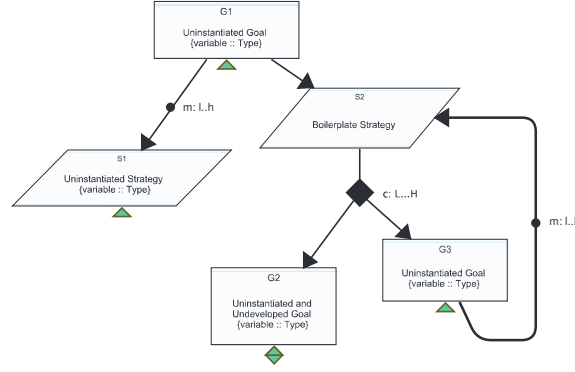 G1
Uninstantiated Goal
{variable :: Type}
m: l..h
S2
Boilerplate Strategy
S1
Uninstantiated Strategy
{variable :: Type}
c: L...H
m: l..
G3
Uninstantiated Goal
{variable :: Type}
G2
Uninstantiated and
Undeveloped Goal
{variable :: Type}